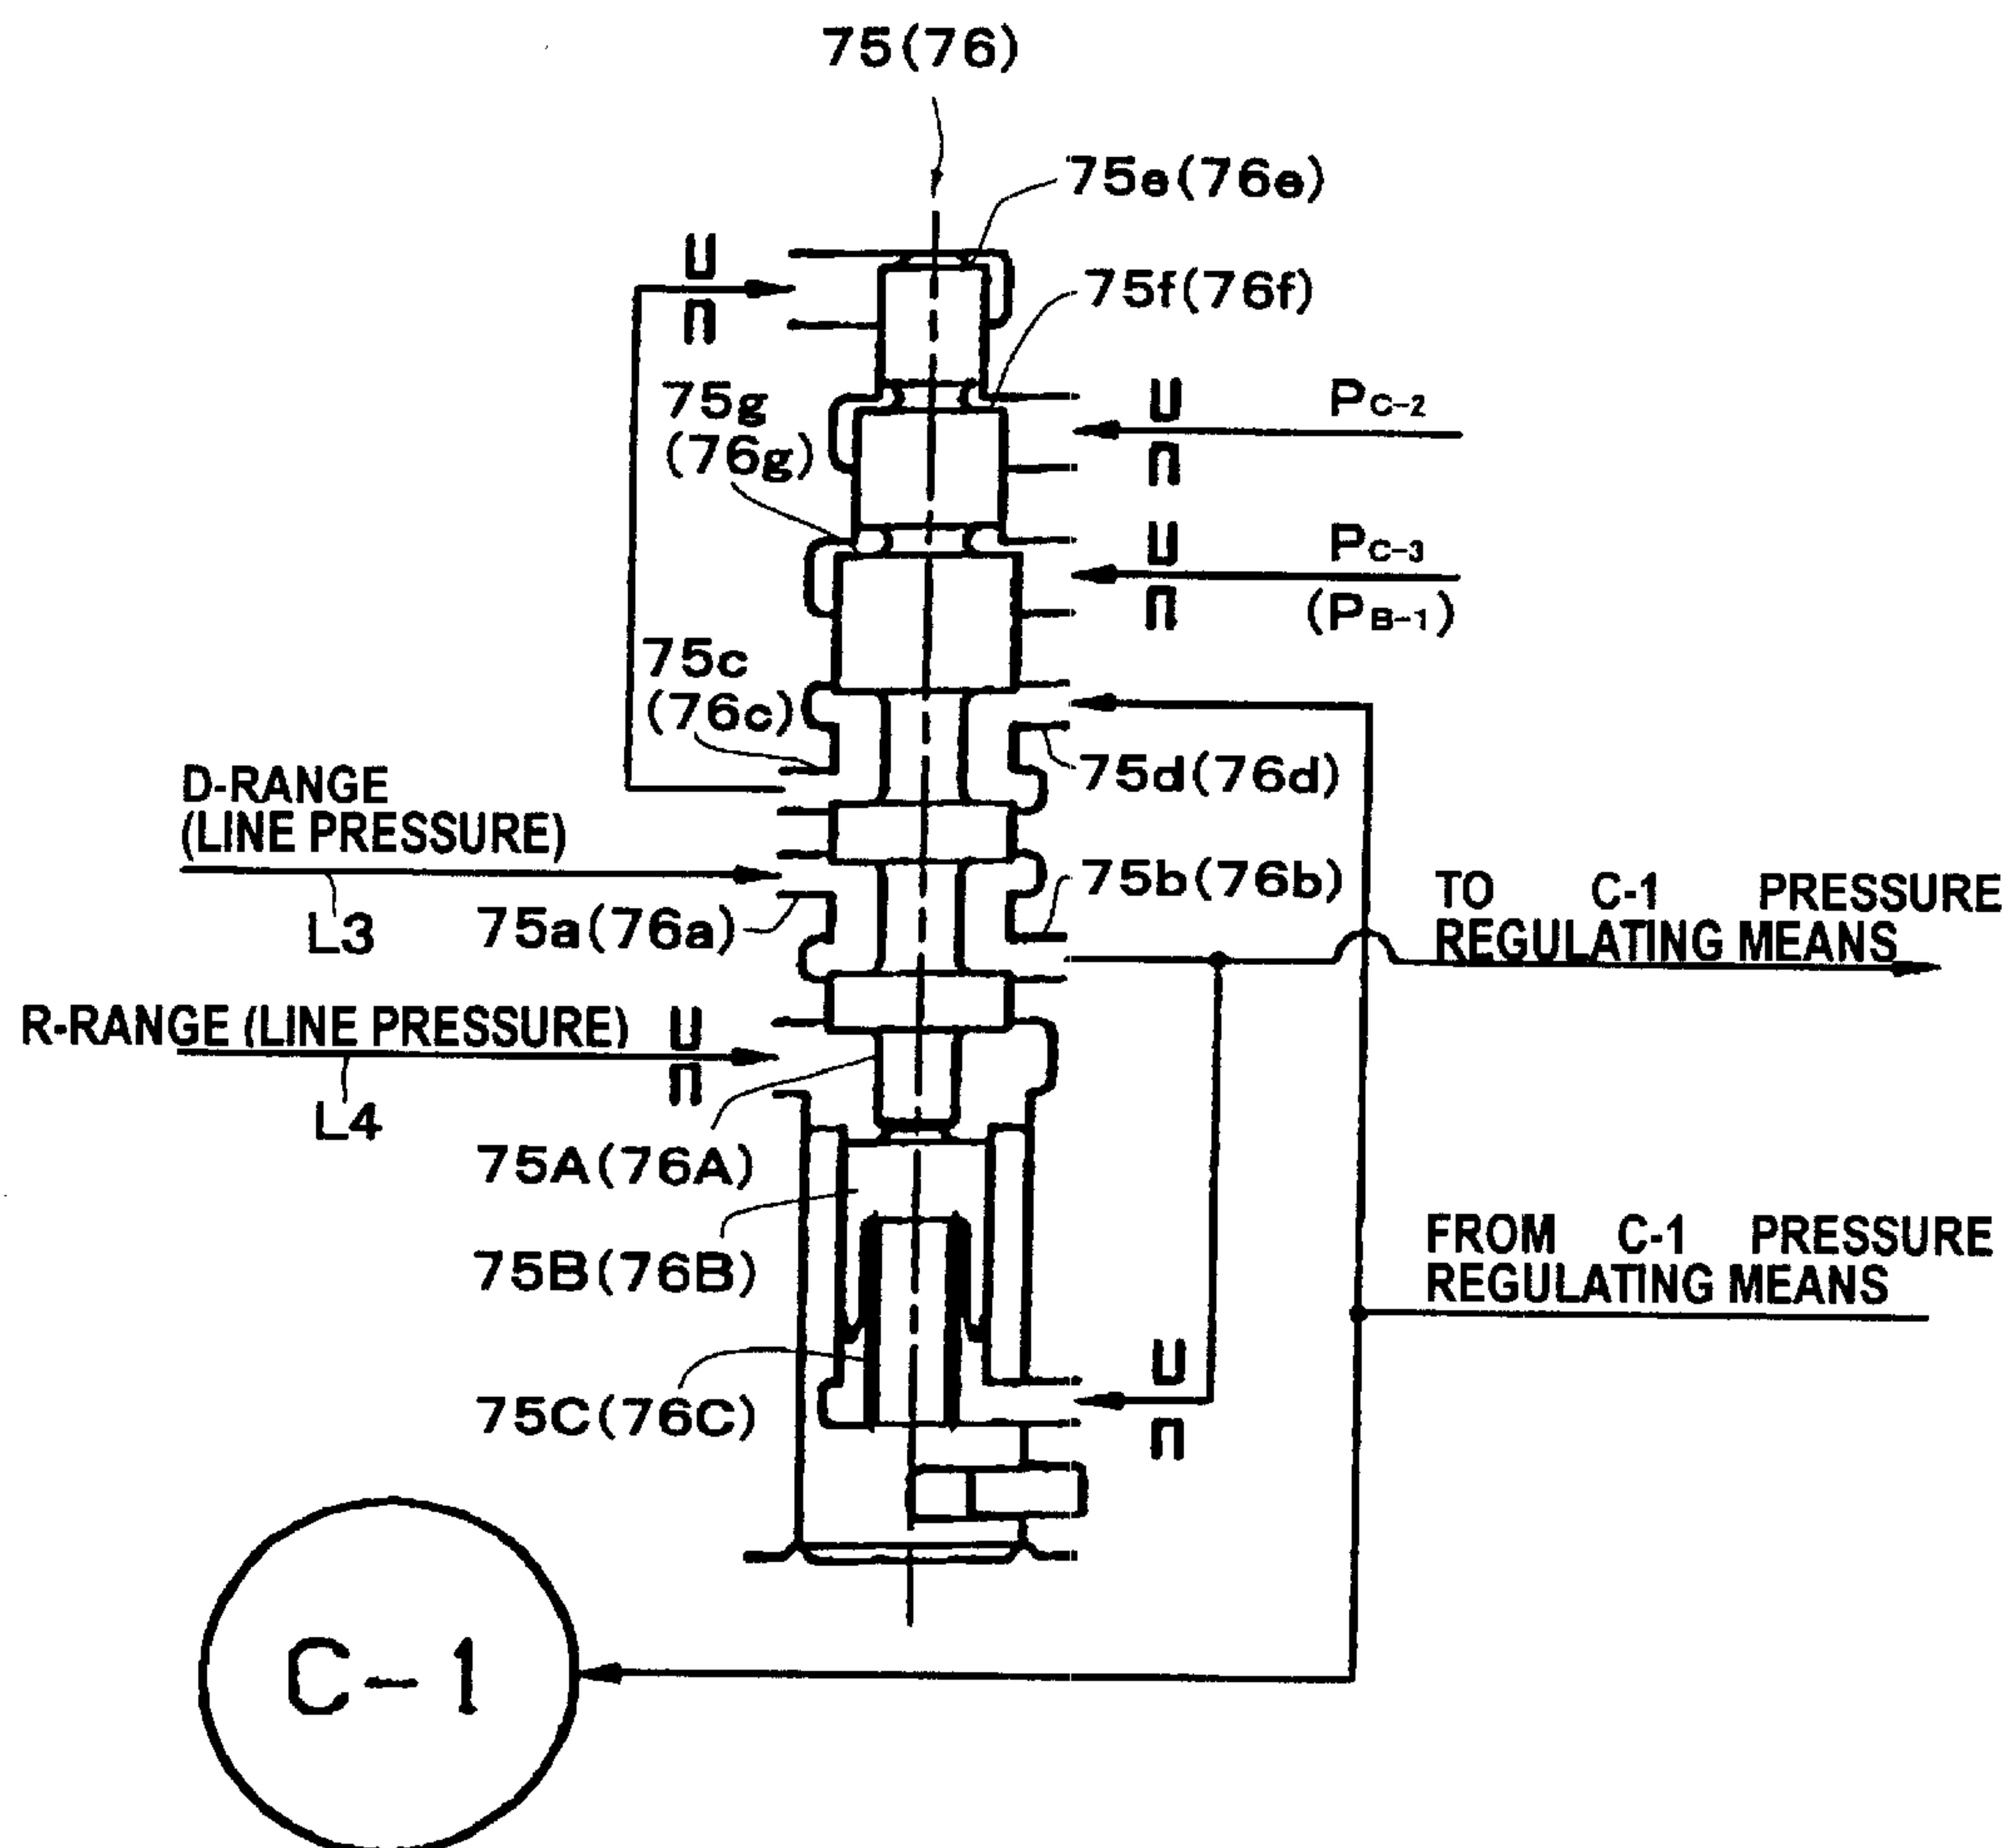 75(76)
75e(76e)
75f(76f)
75g
(76g)
PC-2
PC-3
(PB-1)
75c
(76c)
75d(76d)
D-RANGE
(LINE PRESSURE)
L3
75a(76a)
75b(76b)
TO C-1 PRESSURE
REGULATING MEANS
R-RANGE (LINE PRESSURE)
L4
75A(76A)
75B(76B)
FROM C-1 PRESSURE
REGULATING MEANS
75C(76C)
C-1